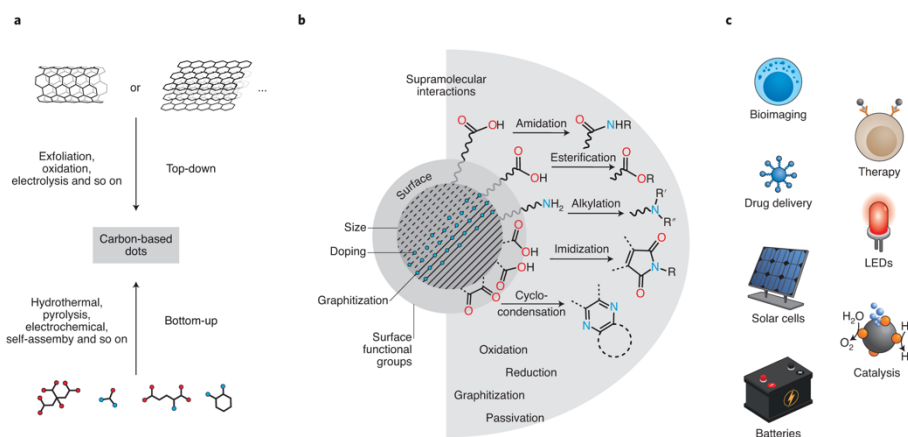 a
or
...
Exfoliation,
oxidation,
electrolysis and so on
Top-down
Carbon-based
dots
Hydrothermal,
pyrolysis,
electrochemical,
self-assemby and so on
Bottom-up
b
Supramolecular
interactions
Surface
Size
Doping
Graphitization
Surface
functional
groups
O
OH
Amidation
O
NHR
O
OH
Esterification
O
OR
NH2
Alkylation
R′
N
R″
O
OH
O
OH
Imidization
O
N
R
O
O
O
Cyclo-
condensation
N
N
Oxidation
Reduction
Graphitization
Passivation
c
Bioimaging
Therapy
Drug delivery
LEDs
Solar cells
H2O
O2
H
H
Catalysis
Batteries